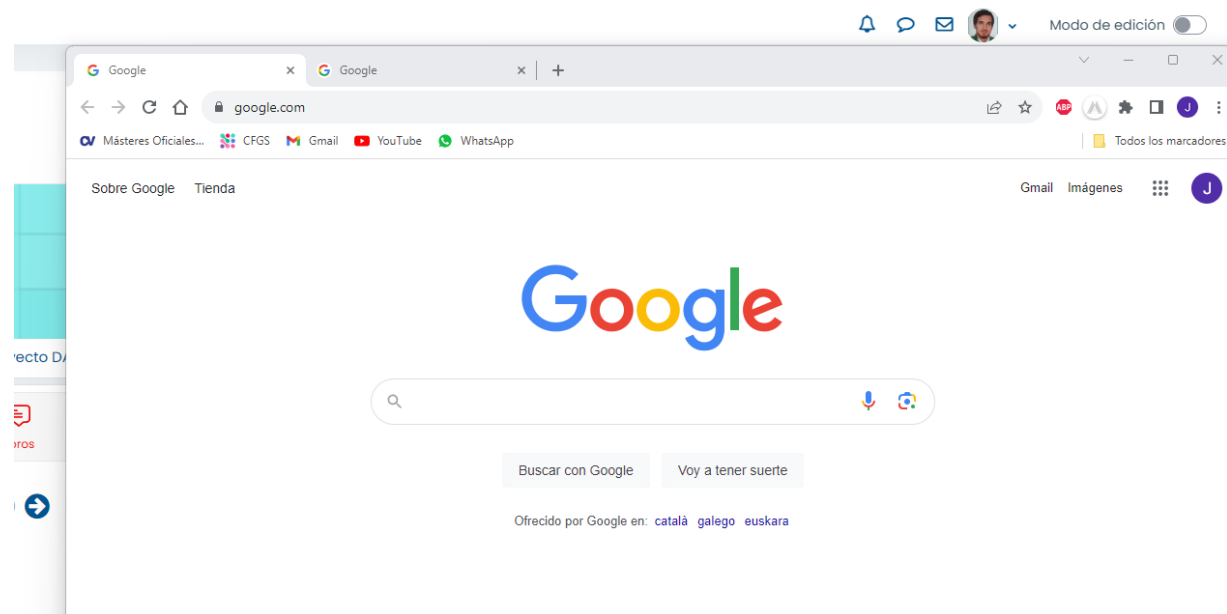 Modo de edición
Google Google
google.com ABP J
Másteres Oficiales... CFGS Gmail YouTube WhatsApp Todos los marcadores
Sobre Google Tienda Gmail Imágenes J
Google
yecto DA
oros
Buscar con Google Voy a tener suerte
Ofrecido por Google en: català galego euskara